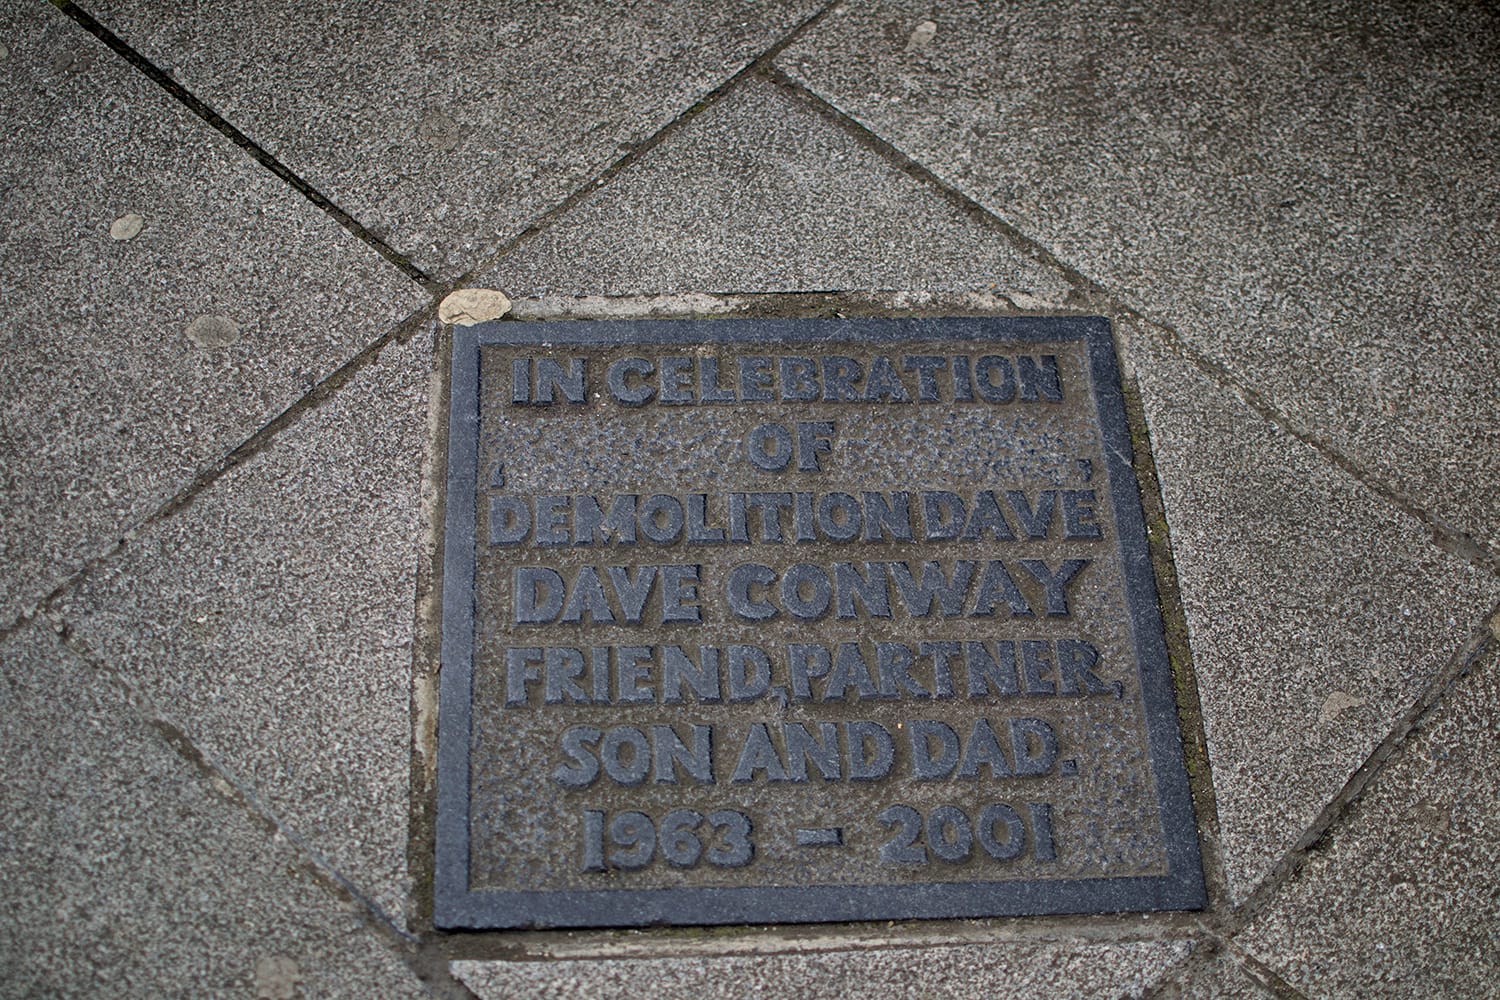 IN CELEBRATION
OF
'DEMOLITION DAVE'
DAVE CONWAY
FRIEND, PARTNER,
SON AND DAD.
1963 - 2001